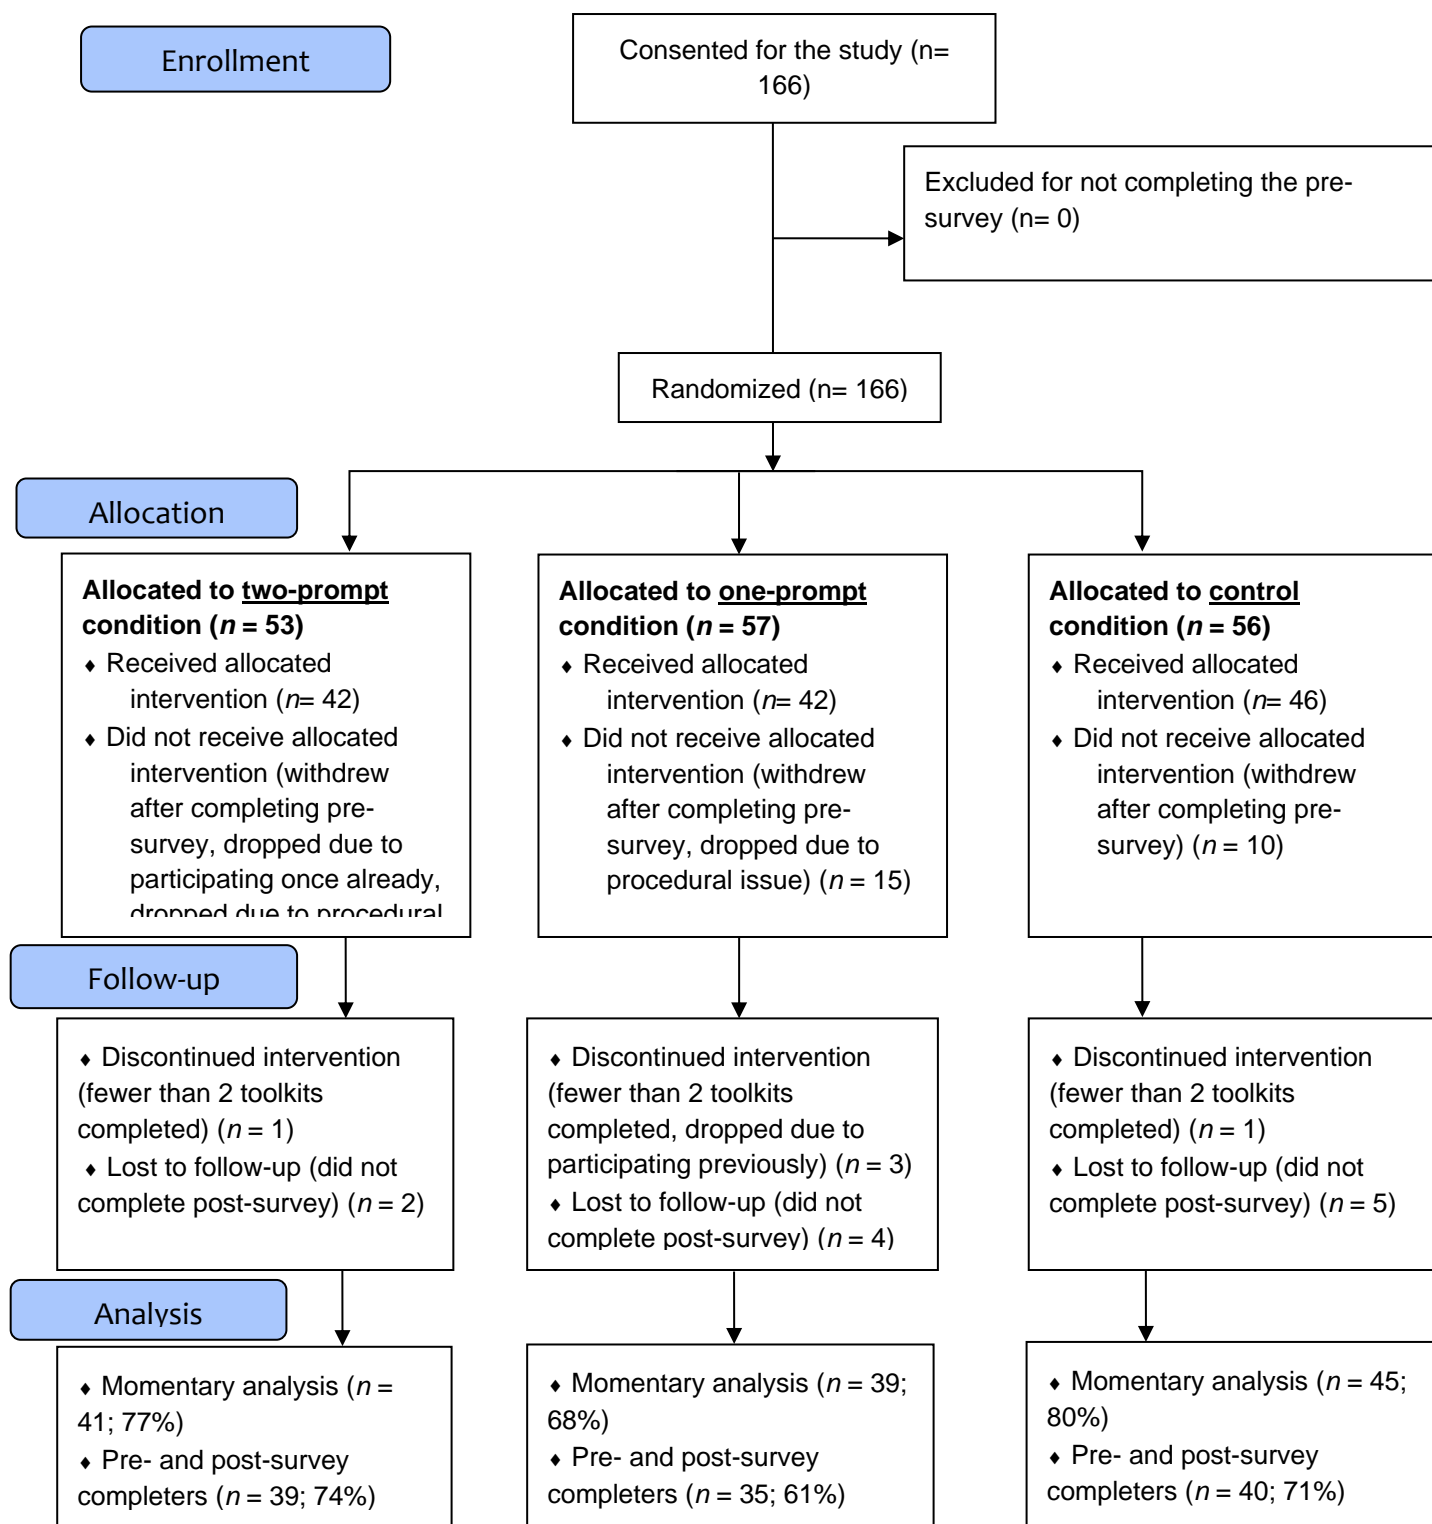 Enrollment
Consented for the study (n=
166)
Excluded for not completing the pre-
survey (n= 0)
Randomized (n= 166)
Allocation
Allocated to two-prompt
condition (n = 53)
♦ Received allocated
intervention (n= 42)
♦ Did not receive allocated
intervention (withdrew
after completing pre-
survey, dropped due to
participating once already,
dropped due to procedural
Allocated to one-prompt
condition (n = 57)
♦ Received allocated
intervention (n= 42)
♦ Did not receive allocated
intervention (withdrew
after completing pre-
survey, dropped due to
procedural issue) (n = 15)
Allocated to control
condition (n = 56)
♦ Received allocated
intervention (n= 46)
♦ Did not receive allocated
intervention (withdrew
after completing pre-
survey) (n = 10)
Follow-up
♦ Discontinued intervention
(fewer than 2 toolkits
completed) (n = 1)
♦ Lost to follow-up (did not
complete post-survey) (n = 2)
♦ Discontinued intervention
(fewer than 2 toolkits
completed, dropped due to
participating previously) (n = 3)
♦ Lost to follow-up (did not
complete post-survey) (n = 4)
♦ Discontinued intervention
(fewer than 2 toolkits
completed) (n = 1)
♦ Lost to follow-up (did not
complete post-survey) (n = 5)
Analysis
♦ Momentary analysis (n =
41; 77%)
♦ Pre- and post-survey
completers (n = 39; 74%)
♦ Momentary analysis (n = 39;
68%)
♦ Pre- and post-survey
completers (n = 35; 61%)
♦ Momentary analysis (n = 45;
80%)
♦ Pre- and post-survey
completers (n = 40; 71%)